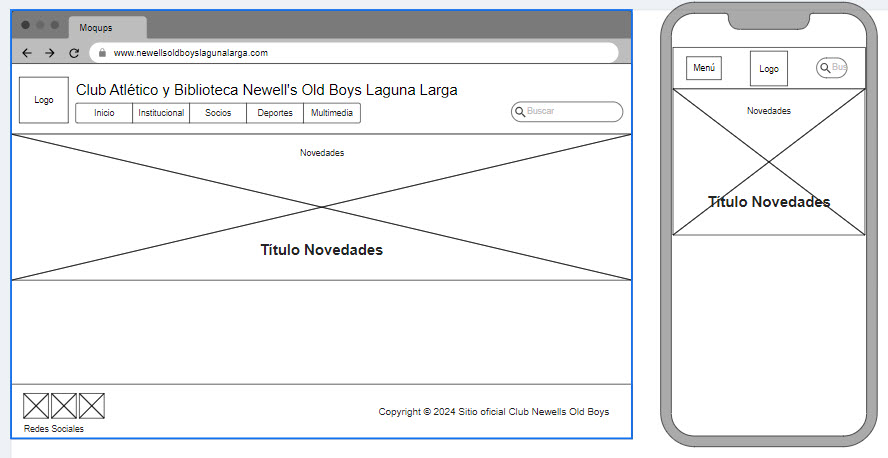 Moqups
www.newellsoldboyslagunalarga.com
Logo
Club Atlético y Biblioteca Newell's Old Boys Laguna Larga
Inicio
Institucional
Socios
Deportes
Multimedia
Buscar
Novedades
Título Novedades
Redes Sociales
Copyright © 2024 Sitio oficial Club Newells Old Boys
Menú
Logo
Bus
Novedades
Título Novedades